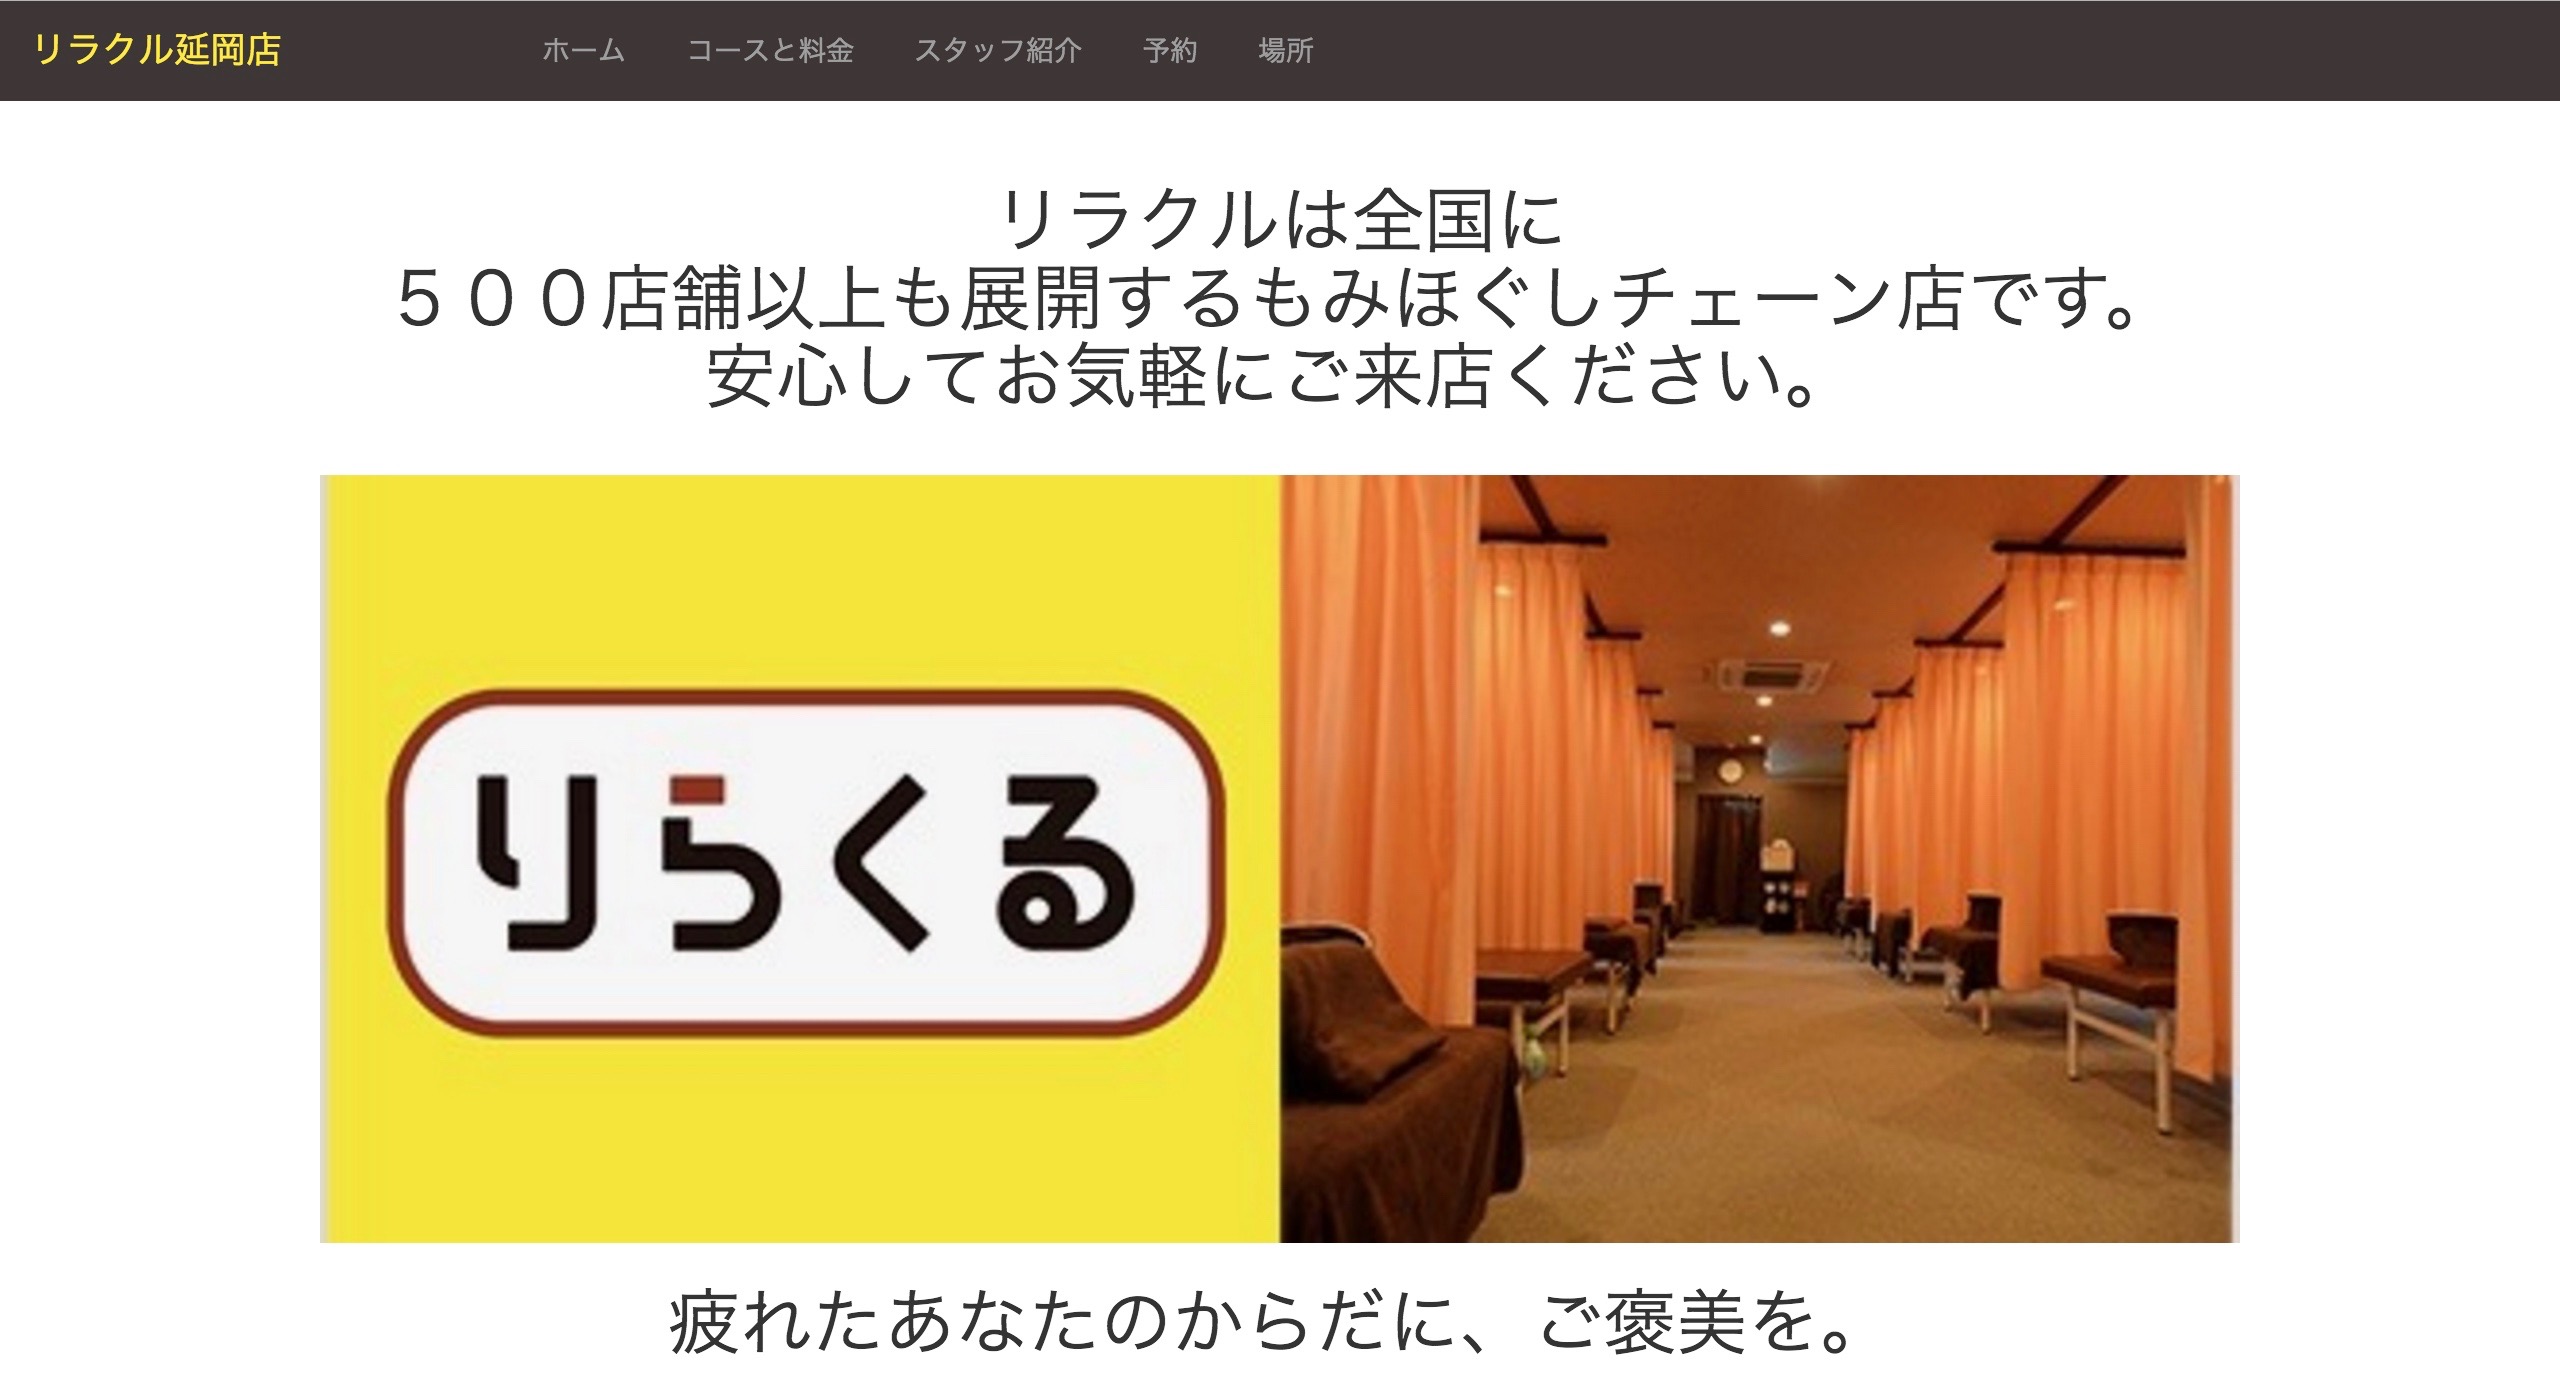 リラクル延岡店
ホーム コースと料金 スタッフ紹介 予約 場所
リラクルは全国に
５００店舗以上も展開するもみほぐしチェーン店です。
安心してお気軽にご来店ください。
りらくる
疲れたあなたのからだに、ご褒美を。